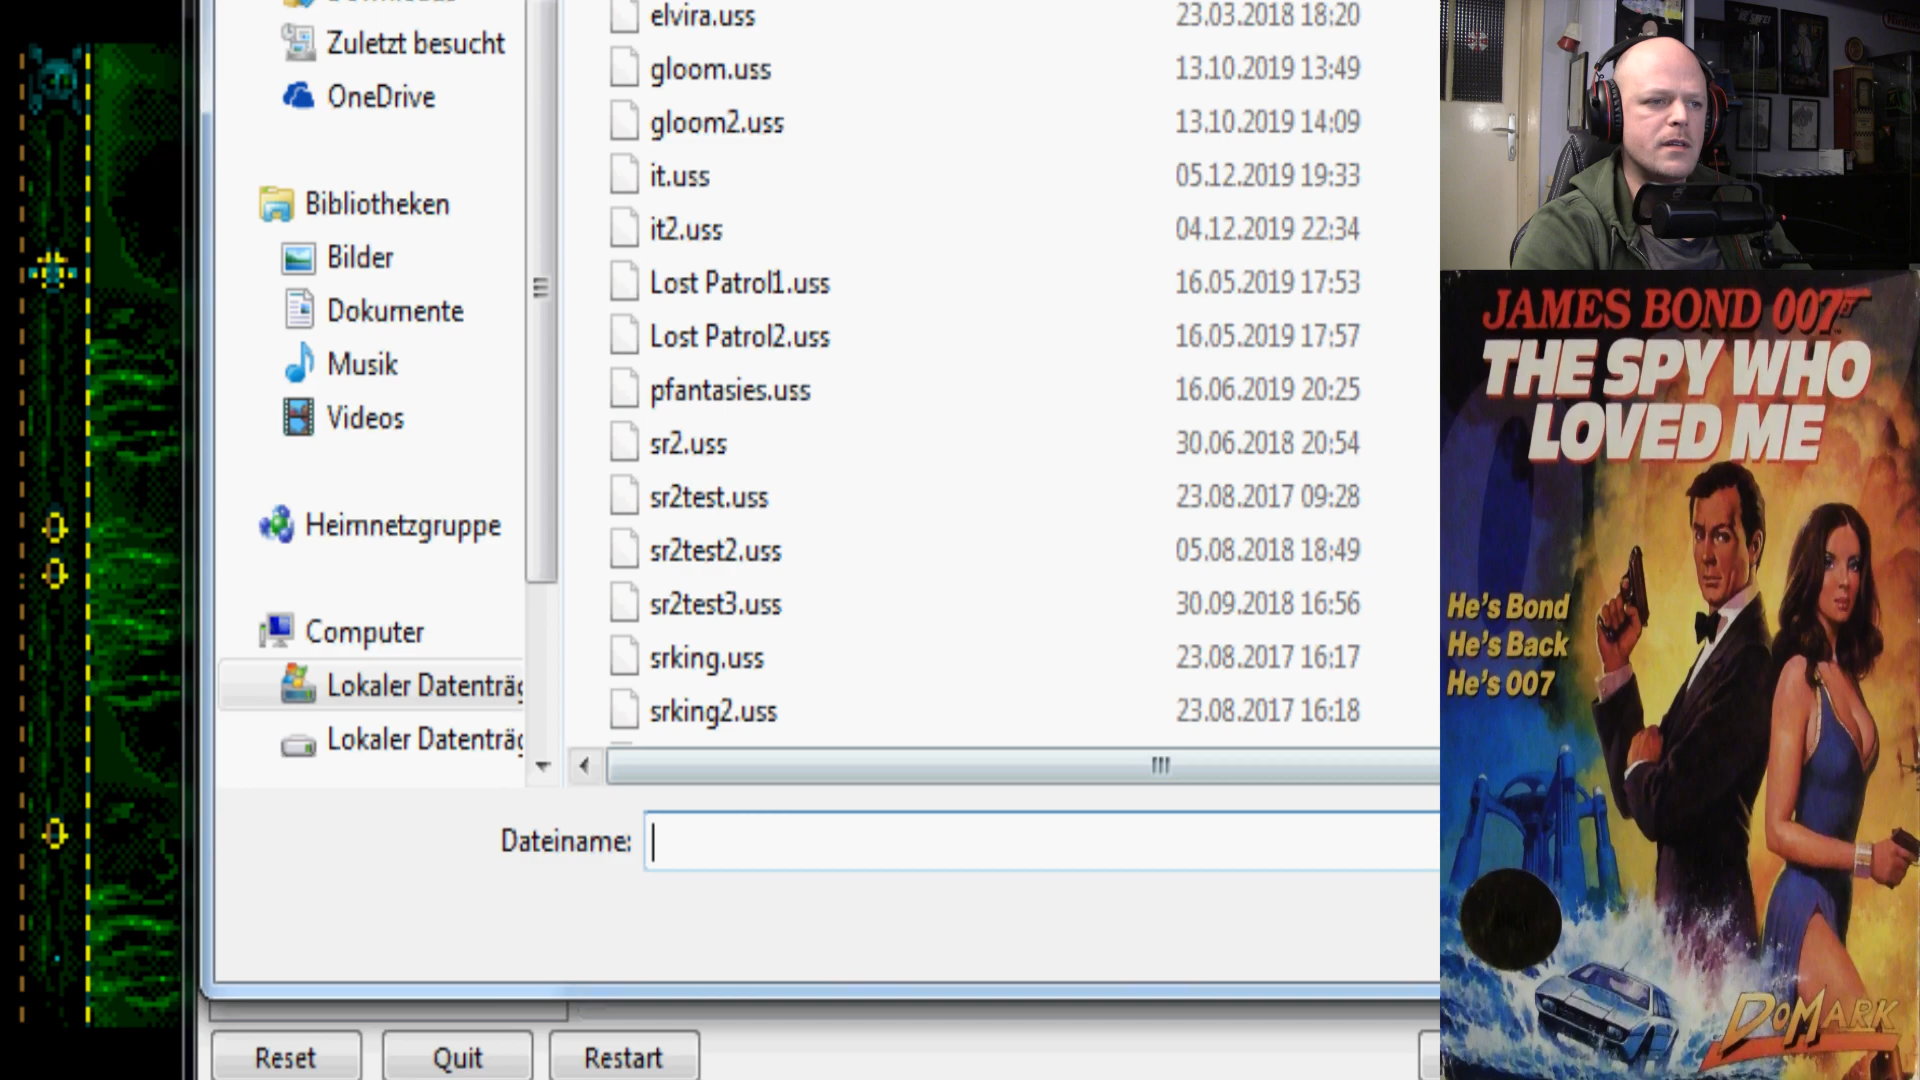 Zuletzt besucht
OneDrive
Bibliotheken
Bilder
Dokumente
Musik
Videos
Heimnetzgruppe
Computer
Lokaler Datenträg
Lokaler Datenträg
elvira.uss 23.03.2018 18:20
gloom.uss 13.10.2019 13:49
gloom2.uss 13.10.2019 14:09
it.uss 05.12.2019 19:33
it2.uss 04.12.2019 22:34
Lost Patrol1.uss 16.05.2019 17:53
Lost Patrol2.uss 16.05.2019 17:57
pfantasies.uss 16.06.2019 20:25
sr2.uss 30.06.2018 20:54
sr2test.uss 23.08.2017 09:28
sr2test2.uss 05.08.2018 18:49
sr2test3.uss 30.09.2018 16:56
srking.uss 23.08.2017 16:17
srking2.uss 23.08.2017 16:18
Dateiname:
Reset Quit Restart
JAMES BOND 007
THE SPY WHO
LOVED ME
He's Bond
He's Back
He's 007
DOMARK